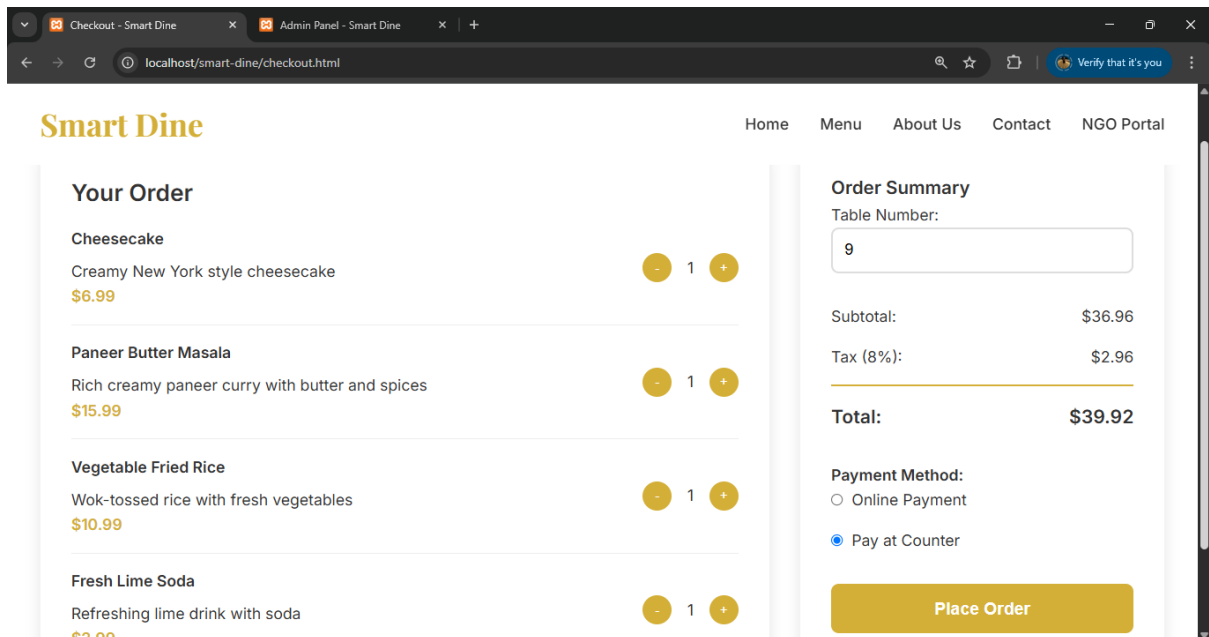 Checkout - Smart Dine
Admin Panel - Smart Dine
localhost/smart-dine/checkout.html
Verify that it's you
Smart Dine
Home Menu About Us Contact NGO Portal
Your Order
Cheesecake
Creamy New York style cheesecake
$6.99
- 1 +
Paneer Butter Masala
Rich creamy paneer curry with butter and spices
$15.99
- 1 +
Vegetable Fried Rice
Wok-tossed rice with fresh vegetables
$10.99
- 1 +
Fresh Lime Soda
Refreshing lime drink with soda
- 1 +
Order Summary
Table Number:
9
Subtotal: $36.96
Tax (8%): $2.96
Total: $39.92
Payment Method:
Online Payment
Pay at Counter
Place Order